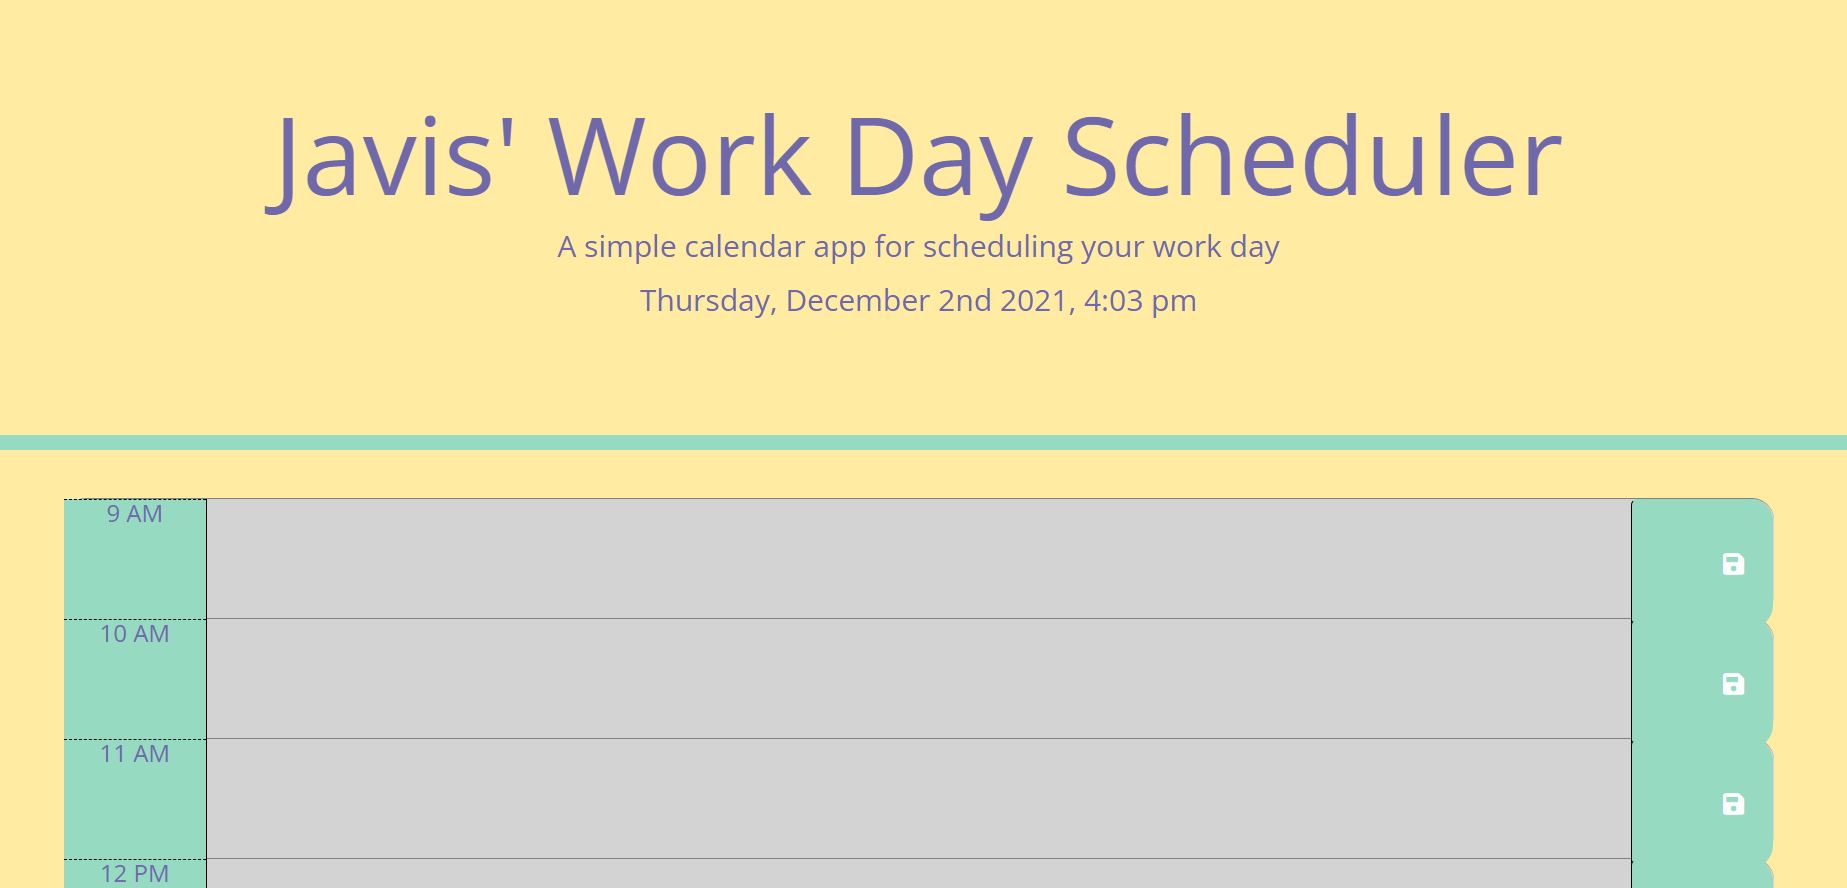 Javis' Work Day Scheduler
A simple calendar app for scheduling your work day
Thursday, December 2nd 2021, 4:03 pm
9 AM
10 AM
11 AM
12 PM